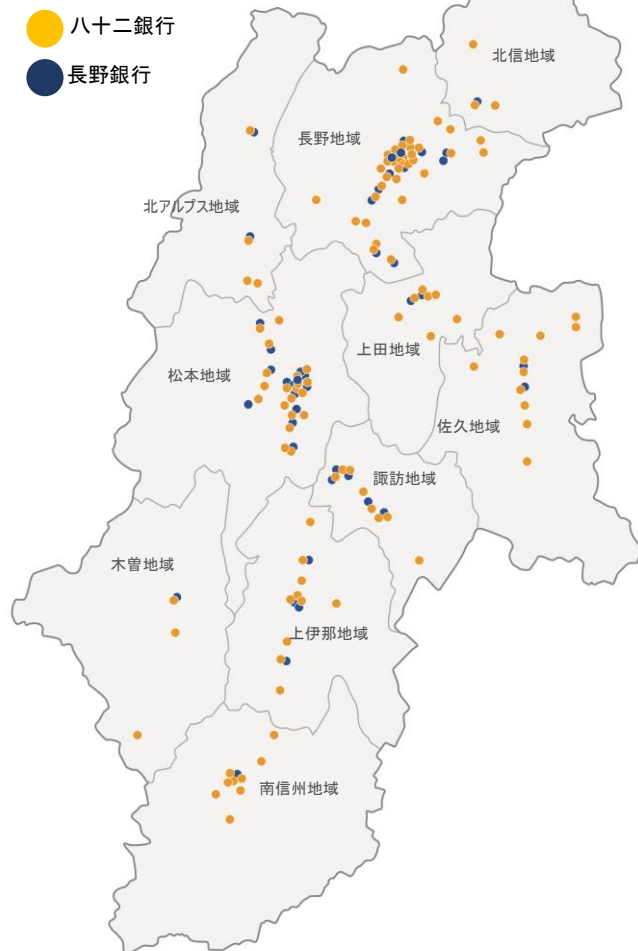 八十二銀行
長野銀行
北信地域
長野地域
北アルプス地域
上田地域
松本地域
佐久地域
諏訪地域
木曽地域
上伊那地域
南信州地域